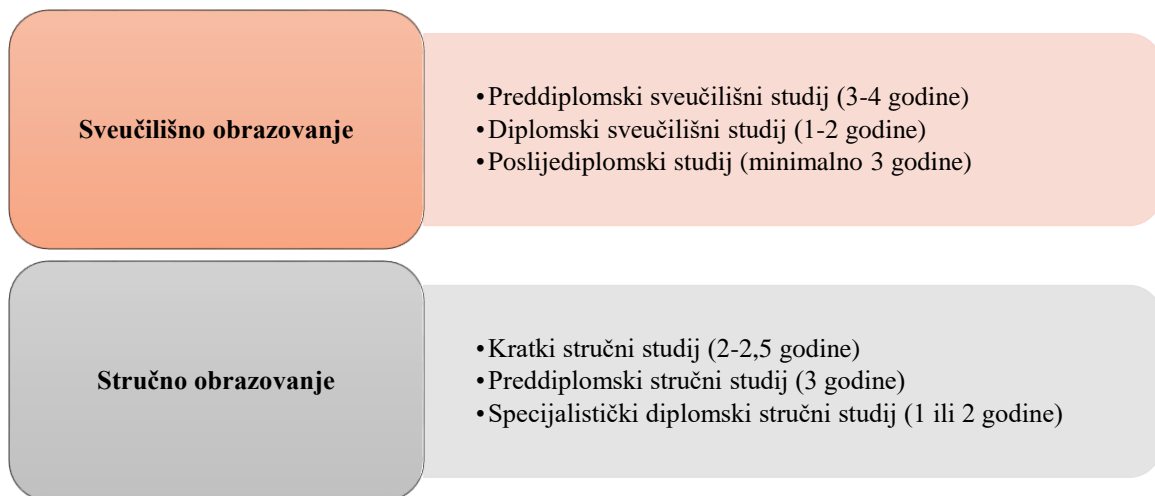 Sveučilišno obrazovanje
•Preddiplomski sveučilišni studij (3-4 godine)
•Diplomski sveučilišni studij (1-2 godine)
•Poslijediplomski studij (minimalno 3 godine)
Stručno obrazovanje
•Kratki stručni studij (2-2,5 godine)
•Preddiplomski stručni studij (3 godine)
•Specijalistički diplomski stručni studij (1 ili 2 godine)